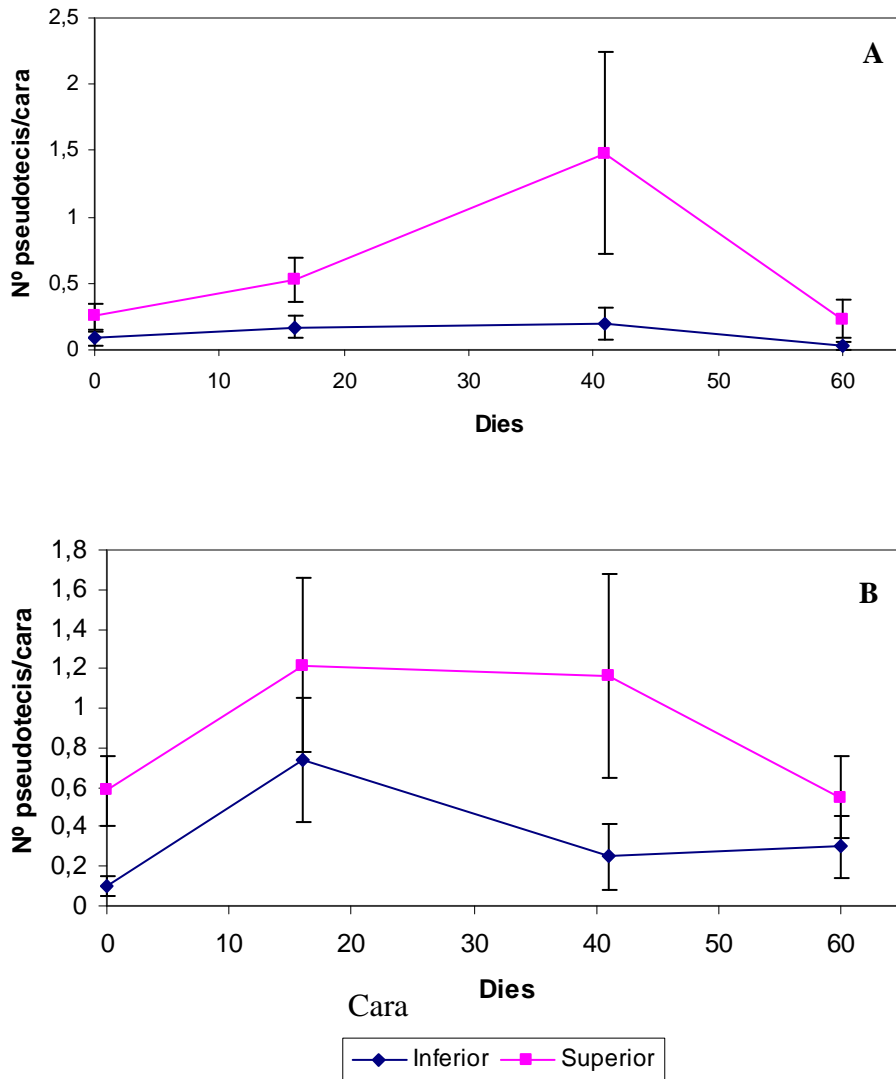 2,5
2
1,5
1
0,5
0
Nº pseudotecis/cara
A
0 10 20 30 40 50 60
Dies
1,8
1,6
1,4
1,2
1
0,8
0,6
0,4
0,2
0
Nº pseudotecis/cara
B
0 10 20 30 40 50 60
Dies
Cara
Inferior Superior